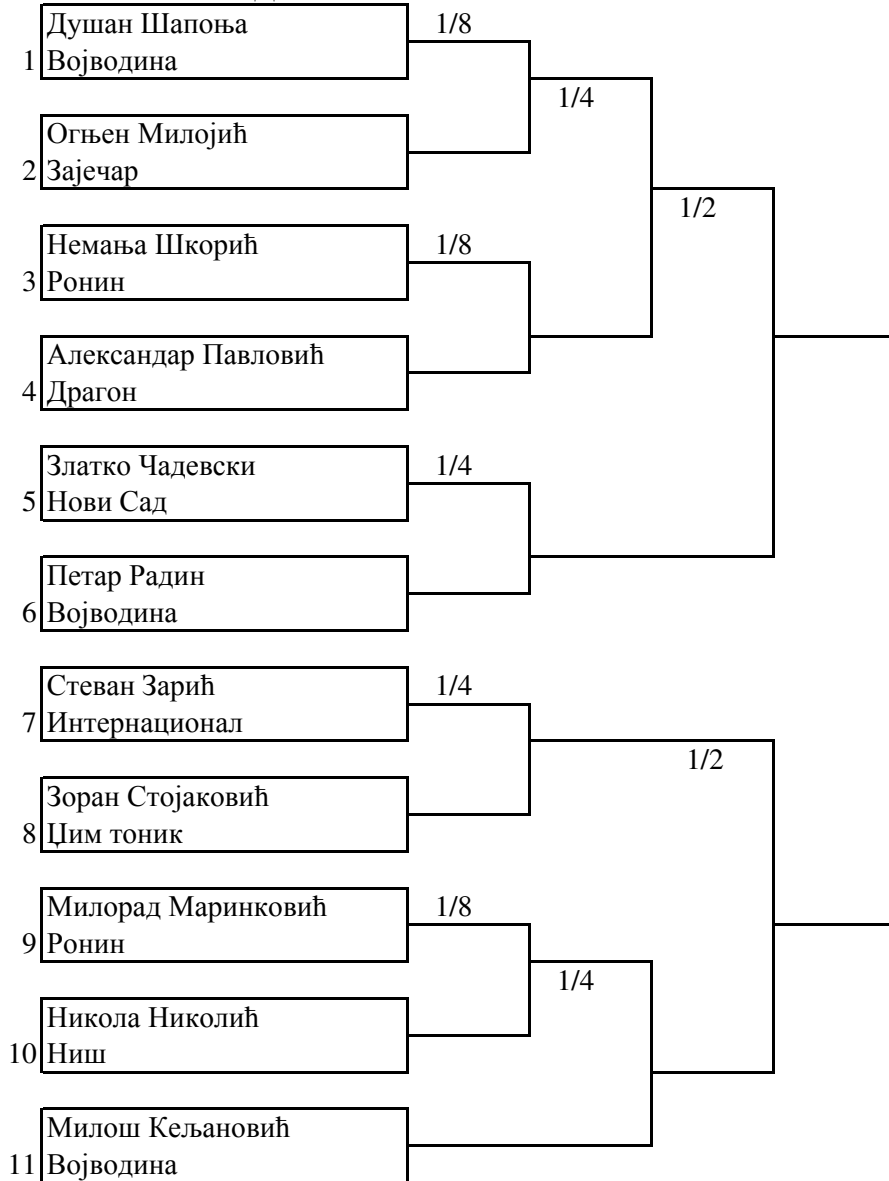 Душан Шапоња
1/8
1 Војводина
1/4
Огњен Милојић
2 Зајечар
1/2
Немања Шкорић
1/8
3 Ронин
Александар Павловић
4 Драгон
Златко Чадевски
1/4
5 Нови Сад
Петар Радин
6 Војводина
Стеван Зарић
1/4
7 Интернационал
1/2
Зоран Стојаковић
8 Џим тоник
Милорад Маринковић
1/8
9 Ронин
1/4
Никола Николић
10 Ниш
Милош Кељановић
11 Војводина